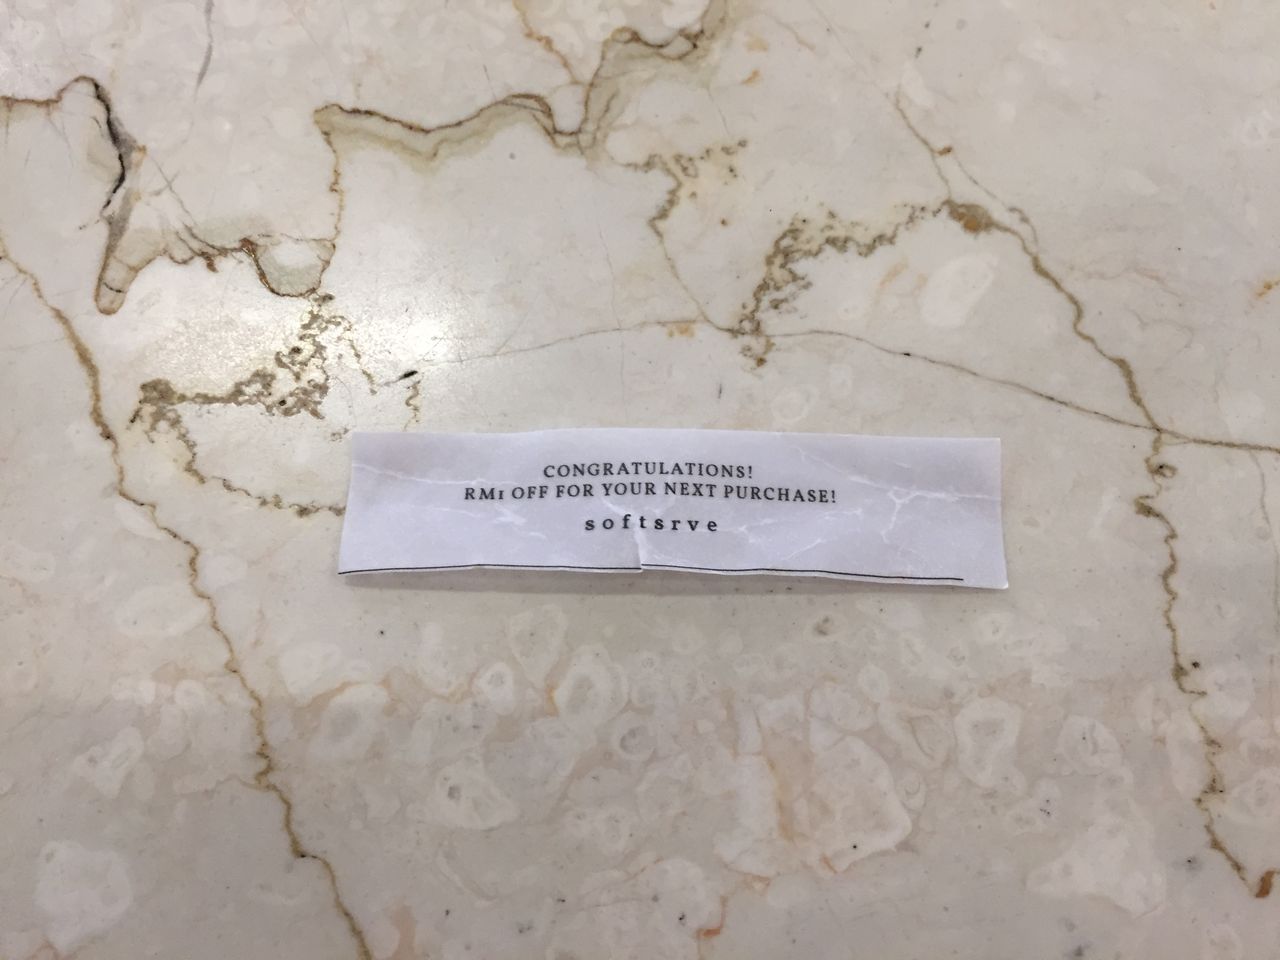 CONGRATULATIONS!
RM1 OFF FOR YOUR NEXT PURCHASE!
softsrve